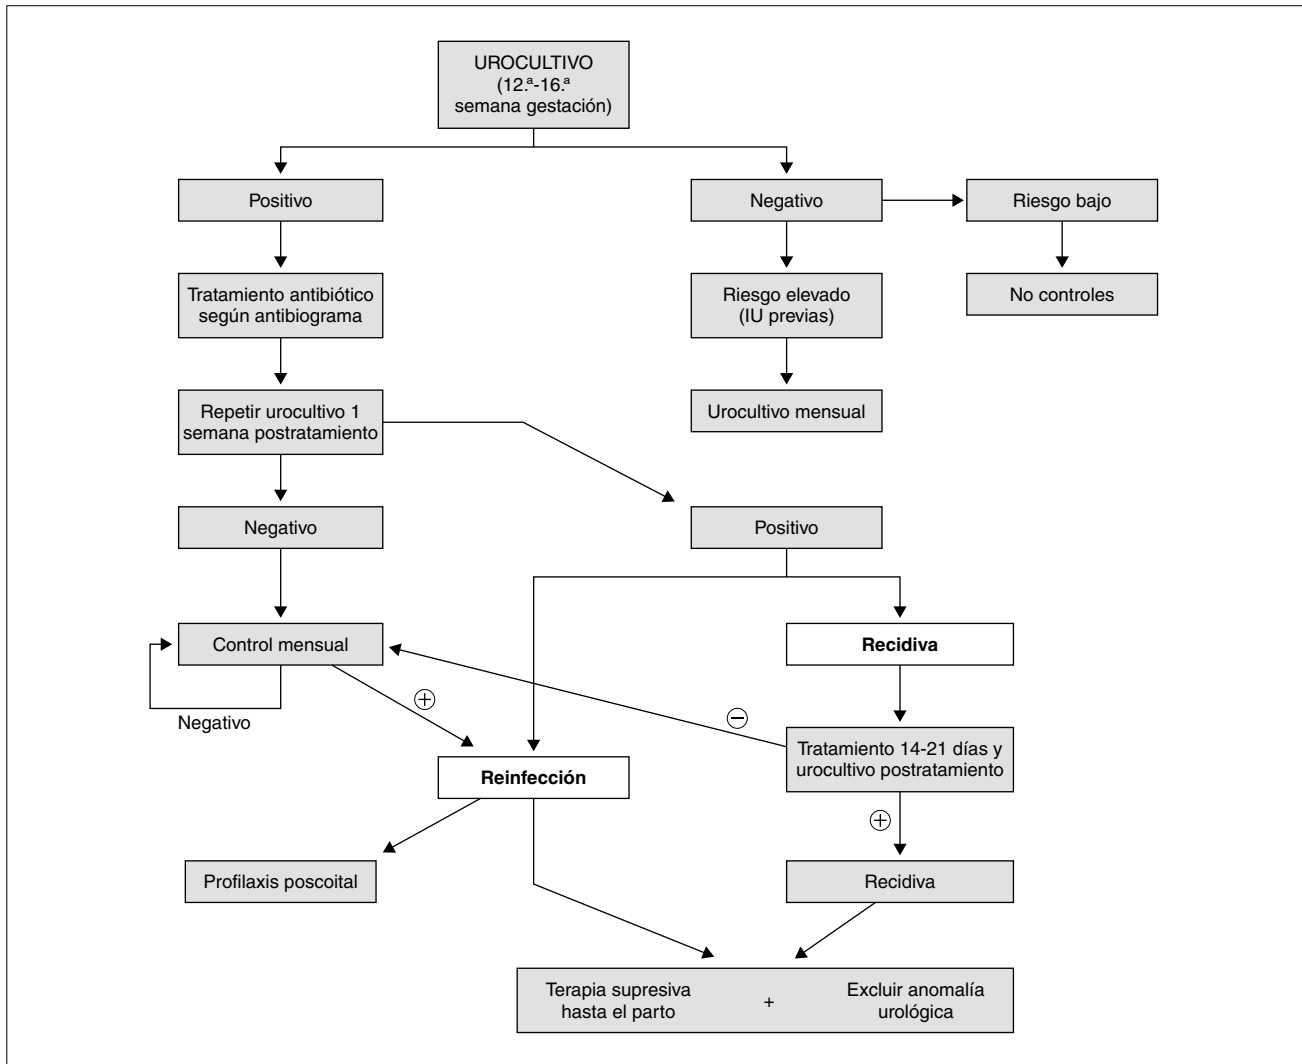 UROCULTIVO
(12.ª-16.ª
semana gestación)
Positivo
Negativo
Riesgo bajo
Tratamiento antibiótico
según antibiograma
Riesgo elevado
(IU previas)
No controles
Repetir urocultivo 1
semana postratamiento
Urocultivo mensual
Negativo
Positivo
Control mensual
Recidiva
+
Negativo
−
Tratamiento 14-21 días y
urocultivo postratamiento
Reinfección
+
Profilaxis poscoital
Recidiva
Terapia supresiva
hasta el parto
+
Excluir anomalía
urológica